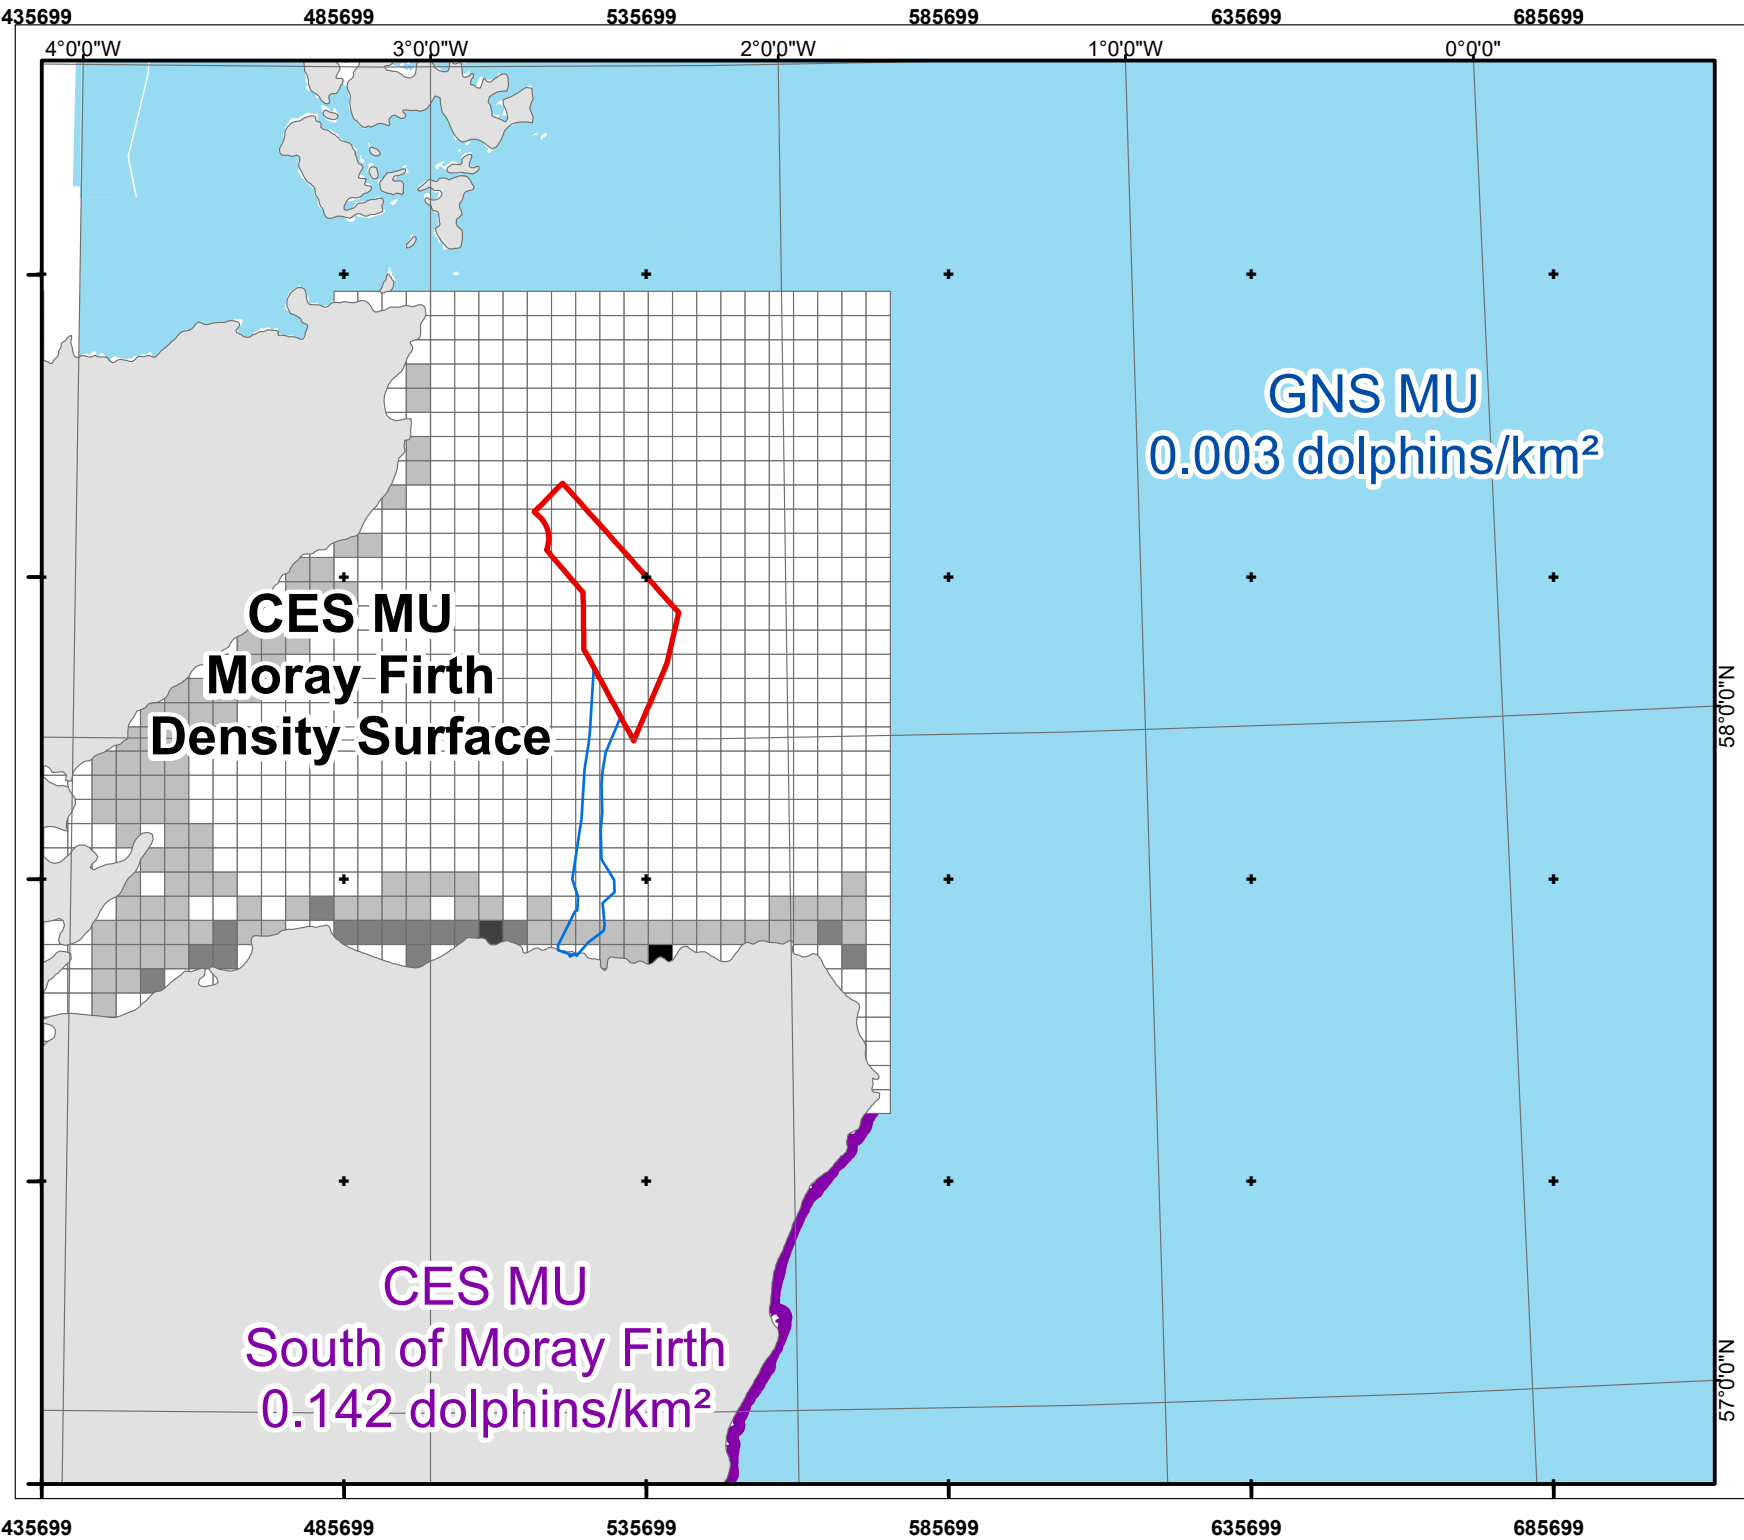 435699 485699 535699 585699 635699 685699
4°0'0"W 3°0'0"W 2°0'0"W 1°0'0"W 0°0'0"
GNS MU
0.003 dolphins/km²
CES MU
Moray Firth
Density Surface
58°0'0"N
CES MU
South of Moray Firth
0.142 dolphins/km²
57°0'0"N
435699 485699 535699 585699 635699 685699